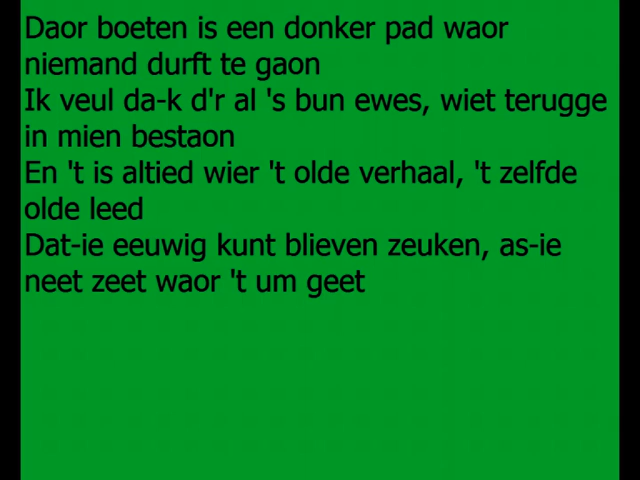 Daor boeten is een donker pad waor
niemand durft te gaon
Ik veul da-k d'r al 's bun ewes, wiet terugge
in mien bestaon
En 't is altied wier 't olde verhaal, 't zelfde
olde leed
Dat-ie eeuwig kunt blieven zeuken, as-ie
neet zeet waor 't um geet